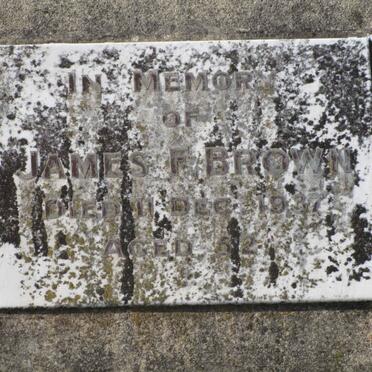 IN MEMORY
OF
JAMES F. BROWN
DIED 11 DEC. 
AGED